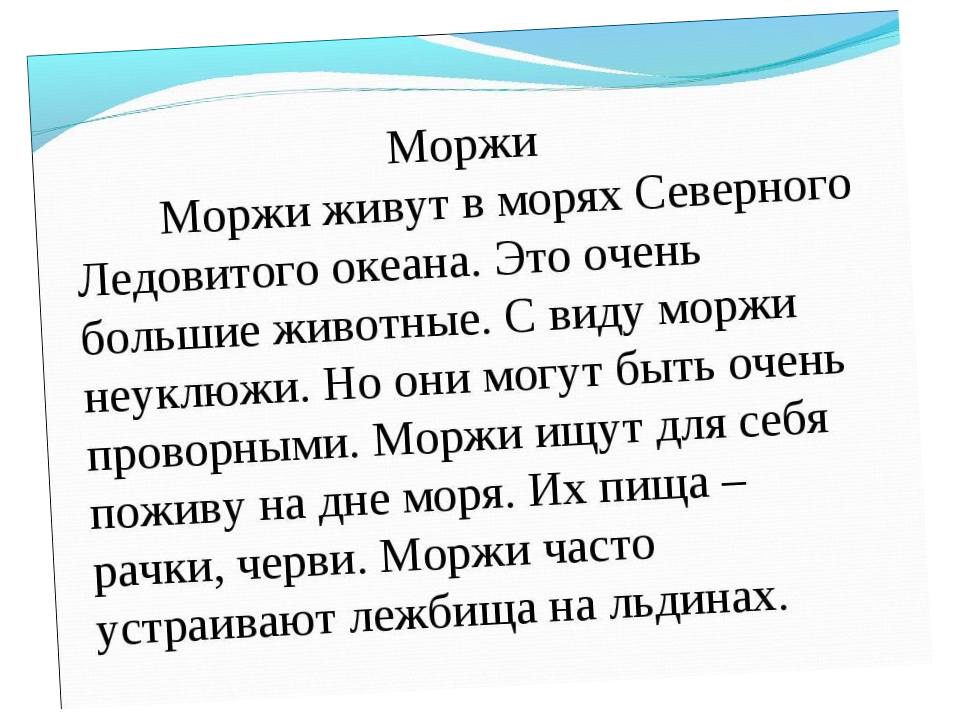 Моржи
Моржи живут в морях Северного
Ледовитого океана. Это очень
большие животные. С виду моржи
неуклюжи. Но они могут быть очень
проворными. Моржи ищут для себя
поживу на дне моря. Их пища –
рачки, черви. Моржи часто
устраивают лежбища на льдинах.